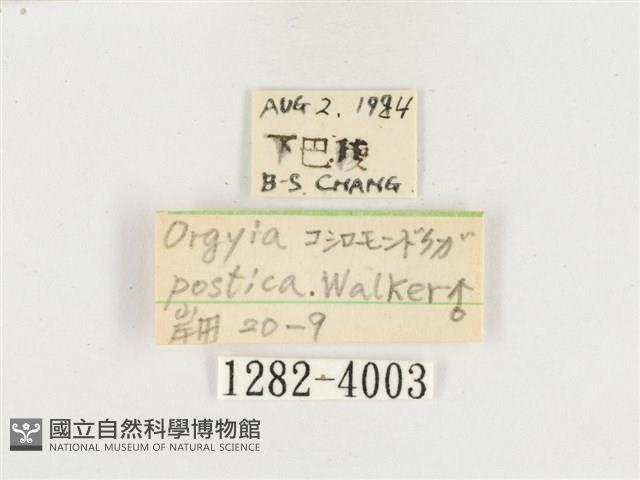 AUG 2. 1984
下巴陵
B-S. CHANG
Orgyia コシロモンドクガ
postica. Walker ♂
岸田 20-9
1282-4003
國立自然科學博物館
NATIONAL MUSEUM OF NATURAL SCIENCE